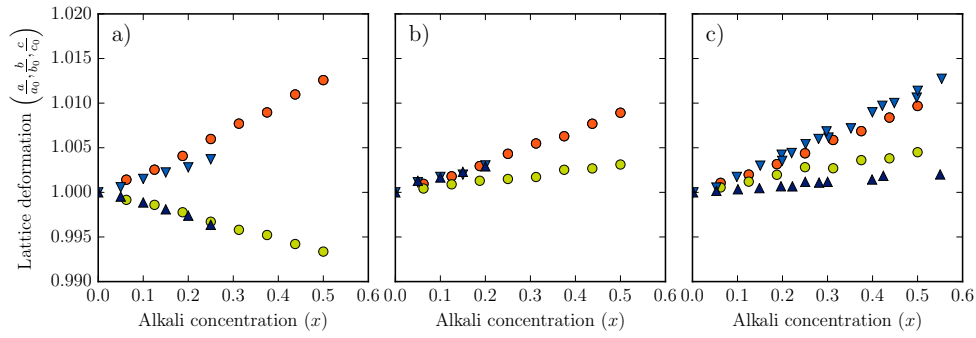 1.020
1.015
1.010
1.005
1.000
0.995
0.990
Lattice deformation (a/a0, b/b0, c/c0)
a)
b)
c)
0.0 0.1 0.2 0.3 0.4 0.5 0.6
0.0 0.1 0.2 0.3 0.4 0.5 0.6
0.0 0.1 0.2 0.3 0.4 0.5 0.6
Alkali concentration (x)
Alkali concentration (x)
Alkali concentration (x)